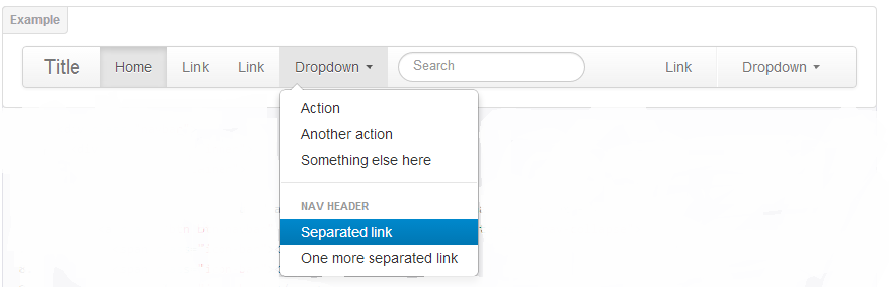 Example
Title Home Link Link Dropdown Search Link Dropdown
Action
Another action
Something else here
NAV HEADER
Separated link
One more separated link